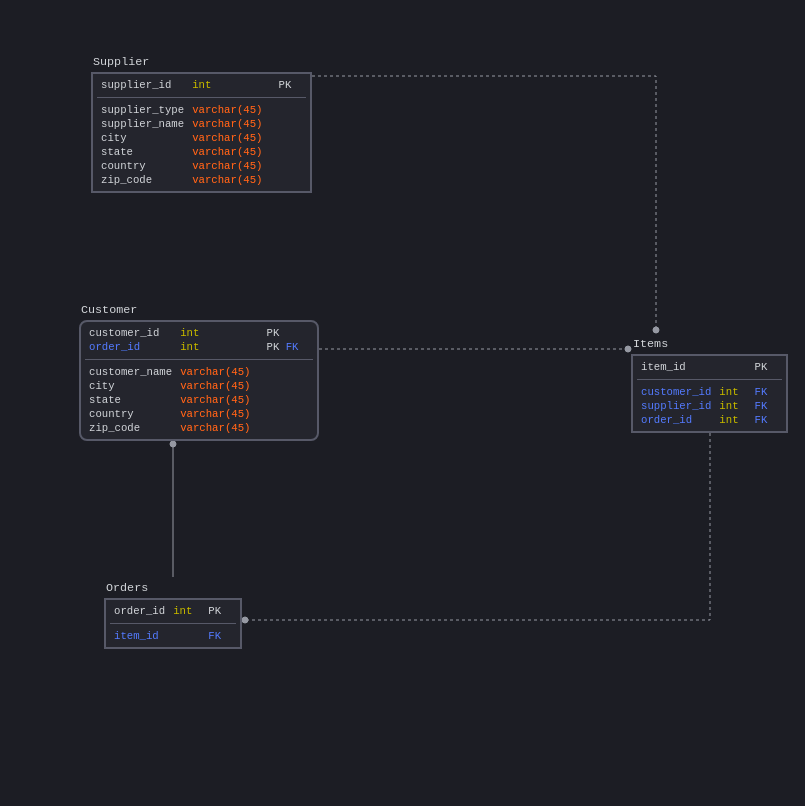 Supplier
supplier_id int PK
supplier_type varchar(45)
supplier_name varchar(45)
city varchar(45)
state varchar(45)
country varchar(45)
zip_code varchar(45)
Customer
customer_id int PK
order_id int PK FK
customer_name varchar(45)
city varchar(45)
state varchar(45)
country varchar(45)
zip_code varchar(45)
Items
item_id PK
customer_id int FK
supplier_id int FK
order_id int FK
Orders
order_id int PK
item_id FK